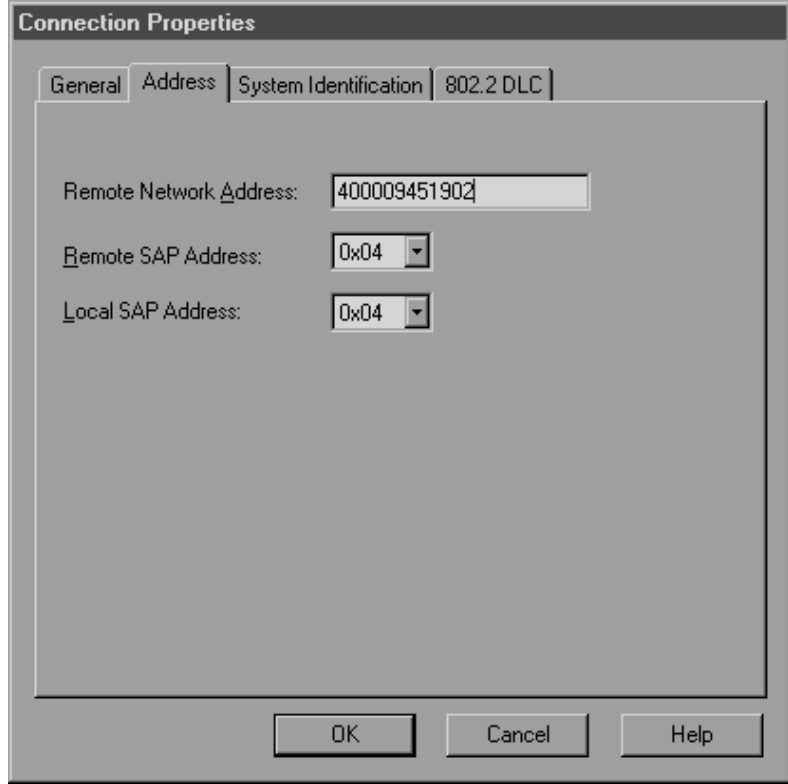 Connection Properties
General Address System Identification 802.2 DLC
Remote Network Address: 400009451902
Remote SAP Address: 0x04
Local SAP Address: 0x04
OK Cancel Help